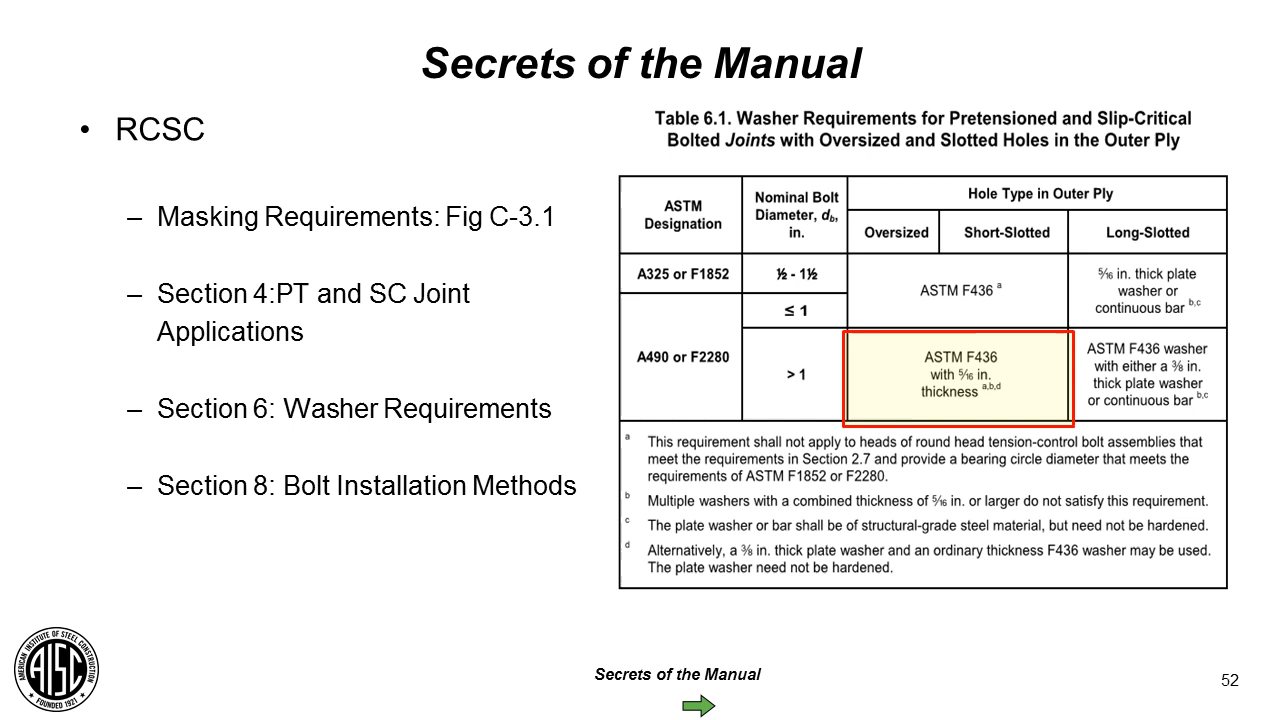 Secrets of the Manual
• RCSC
– Masking Requirements: Fig C-3.1
– Section 4:PT and SC Joint
Applications
– Section 6: Washer Requirements
– Section 8: Bolt Installation Methods
Table 6.1. Washer Requirements for Pretensioned and Slip-Critical
Bolted Joints with Oversized and Slotted Holes in the Outer Ply
ASTM
Designation
Nominal Bolt
Diameter, db,
in.
Hole Type in Outer Ply
Oversized
Short-Slotted
Long-Slotted
A325 or F1852
½ - 1½
ASTM F436 a
5⁄16 in. thick plate
washer or
continuous bar b,c
A490 or F2280
≤ 1
> 1
ASTM F436
with 5⁄16 in.
thickness a,b,d
ASTM F436 washer
with either a ⅜ in.
thick plate washer
or continuous bar b,c
a This requirement shall not apply to heads of round head tension-control bolt assemblies that
meet the requirements in Section 2.7 and provide a bearing circle diameter that meets the
requirements of ASTM F1852 or F2280.
b Multiple washers with a combined thickness of 5⁄16 in. or larger do not satisfy this requirement.
c The plate washer or bar shall be of structural-grade steel material, but need not be hardened.
d Alternatively, a ⅜ in. thick plate washer and an ordinary thickness F436 washer may be used.
The plate washer need not be hardened.
AMERICAN INSTITUTE OF STEEL CONSTRUCTION
AISC
FOUNDED 1921
Secrets of the Manual
52